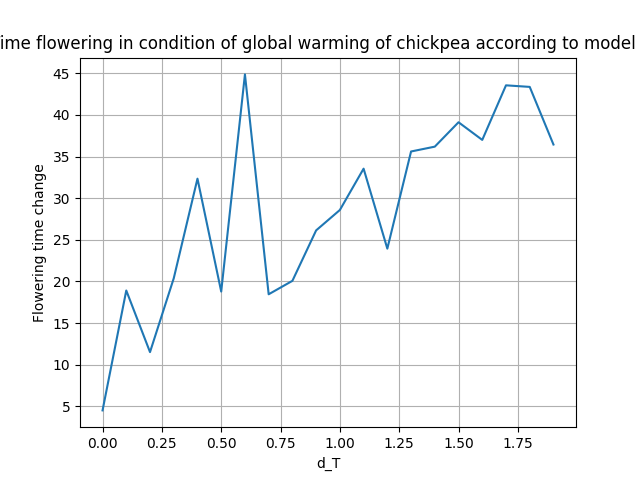 ime flowering in condition of global warming of chickpea according to model
45
40
35
30
25
20
15
10
5
Flowering time change
0.00 0.25 0.50 0.75 1.00 1.25 1.50 1.75
d_T